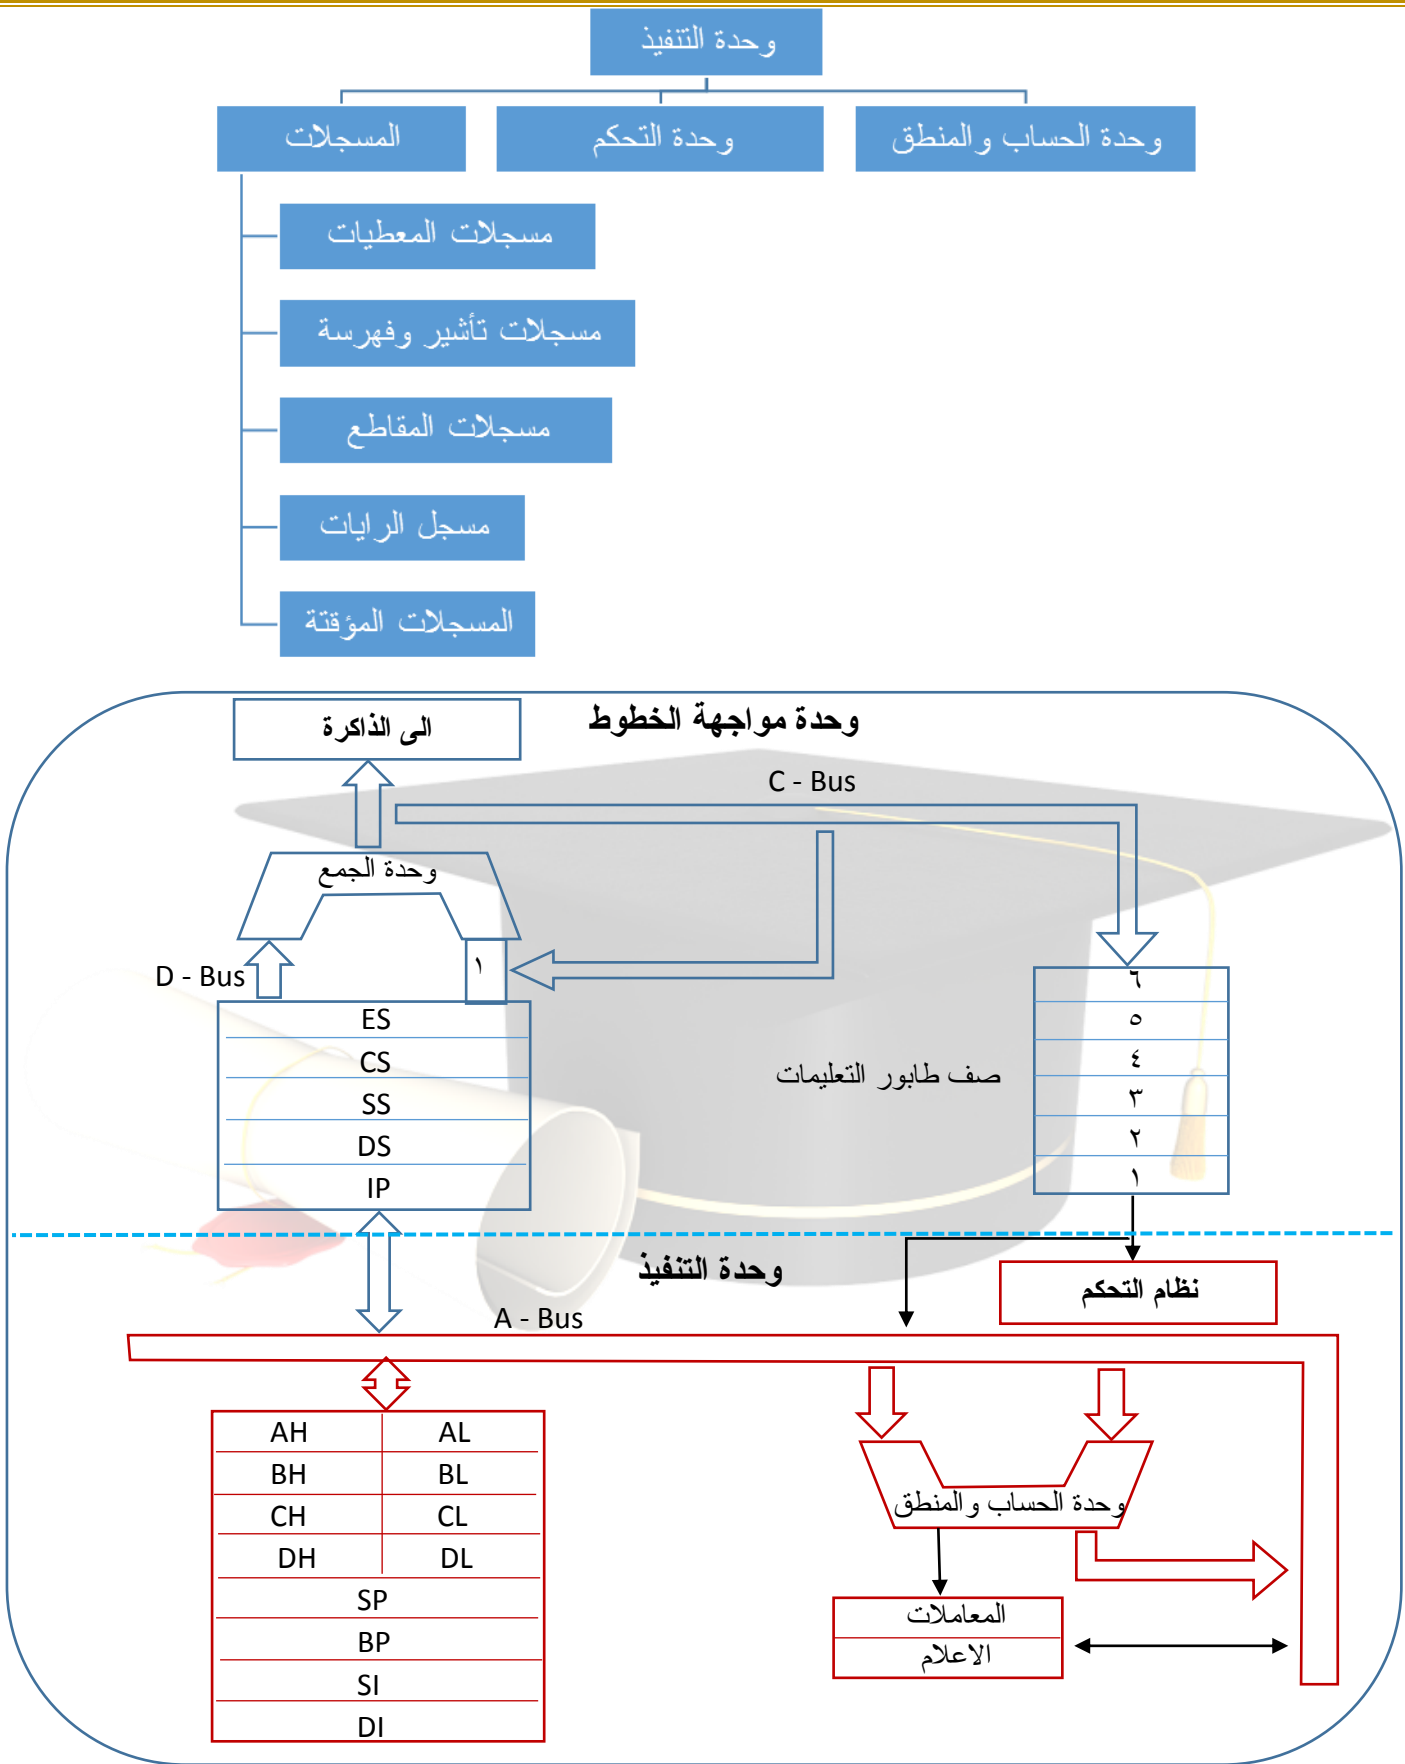 وحدة التنفيذ
وحدة الحساب والمنطق
وحدة التحكم
المسجلات
مسجلات المعطيات
مسجلات تأشير وفهرسة
مسجلات المقاطع
مسجل الرايات
المسجلات المؤقتة
وحدة مواجهة الخطوط
الى الذاكرة
C - Bus
وحدة الجمع
D - Bus
١
ES
CS
SS
DS
IP
صف طابور التعليمات
٦
٥
٤
٣
٢
١
وحدة التنفيذ
نظام التحكم
A - Bus
AH AL
BH BL
CH CL
DH DL
SP
BP
SI
DI
وحدة الحساب والمنطق
المعاملات
الاعلام